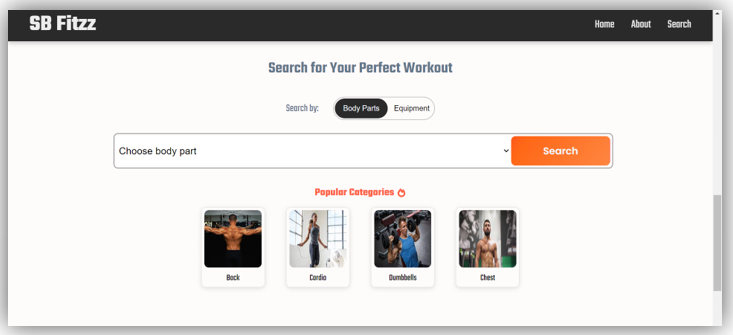 SB Fitzz
Home About Search
Search for Your Perfect Workout
Search by: Body Parts Equipment
Choose body part Search
Popular Categories
Back Cardio Dumbbells Chest